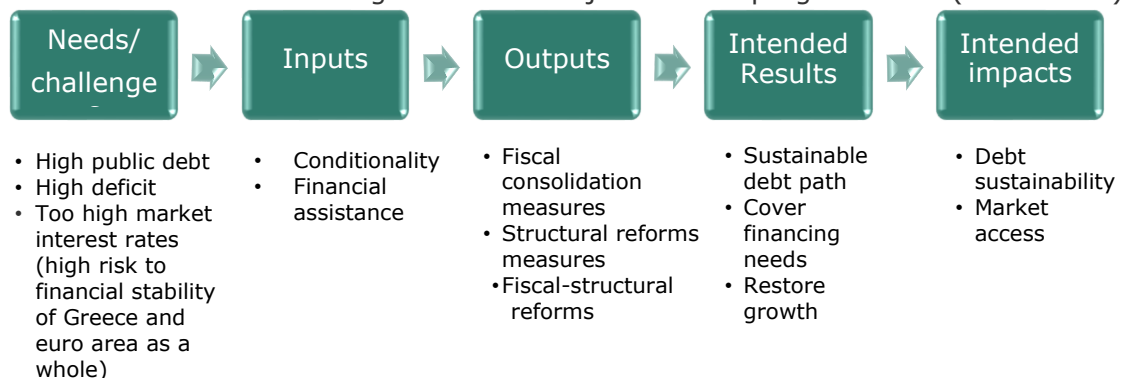 Needs/
challenge
Inputs
Outputs
Intended
Results
Intended
impacts
• High public debt
• High deficit
• Too high market
interest rates
(high risk to
financial stability
of Greece and
euro area as a
whole)
• Conditionality
• Financial
assistance
• Fiscal
consolidation
measures
• Structural reforms
measures
•Fiscal-structural
reforms
• Sustainable
debt path
• Cover
financing
needs
• Restore
growth
• Debt
sustainability
• Market
access